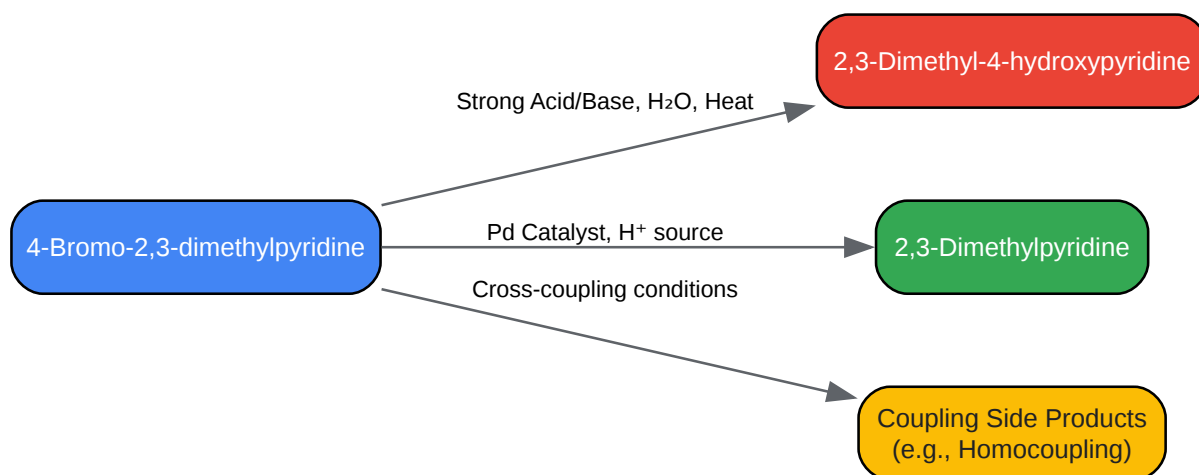 2,3-Dimethyl-4-hydroxypyridine
Strong Acid/Base, H₂O, Heat
4-Bromo-2,3-dimethylpyridine
Pd Catalyst, H⁺ source
2,3-Dimethylpyridine
Cross-coupling conditions
Coupling Side Products
(e.g., Homocoupling)